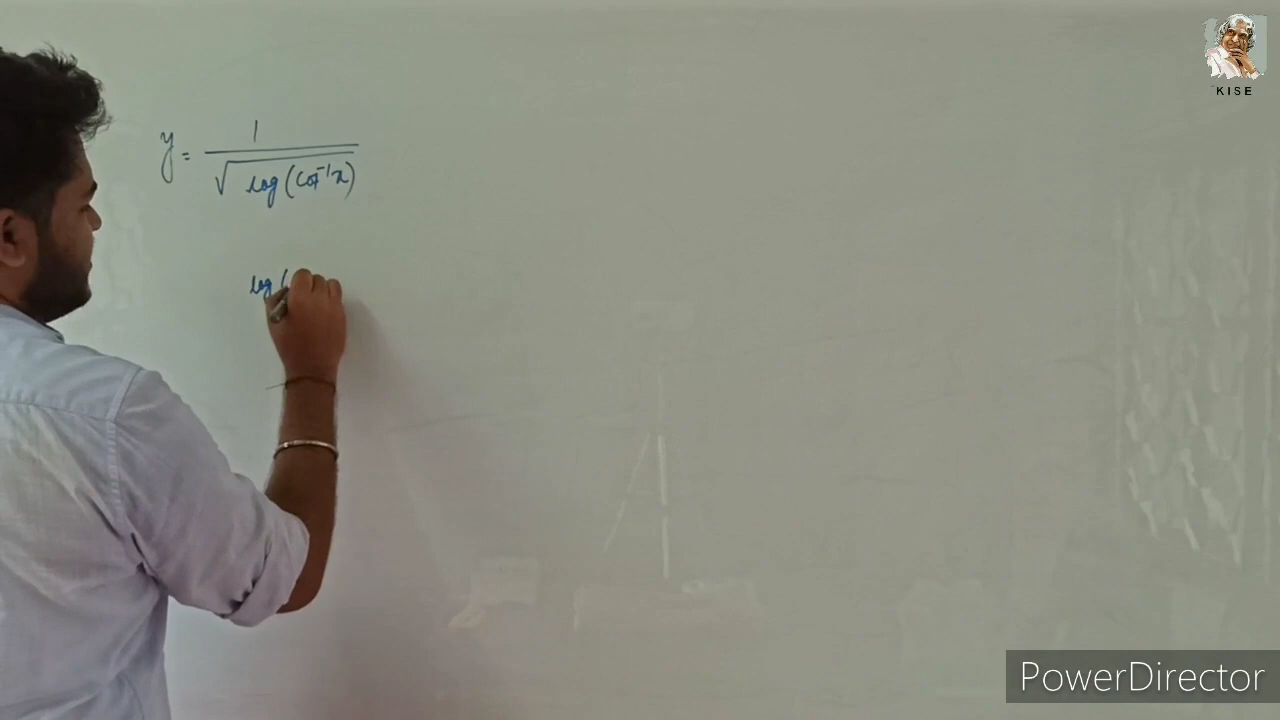 y = 1 / √log(cot⁻¹x)
log (
KISE
PowerDirector